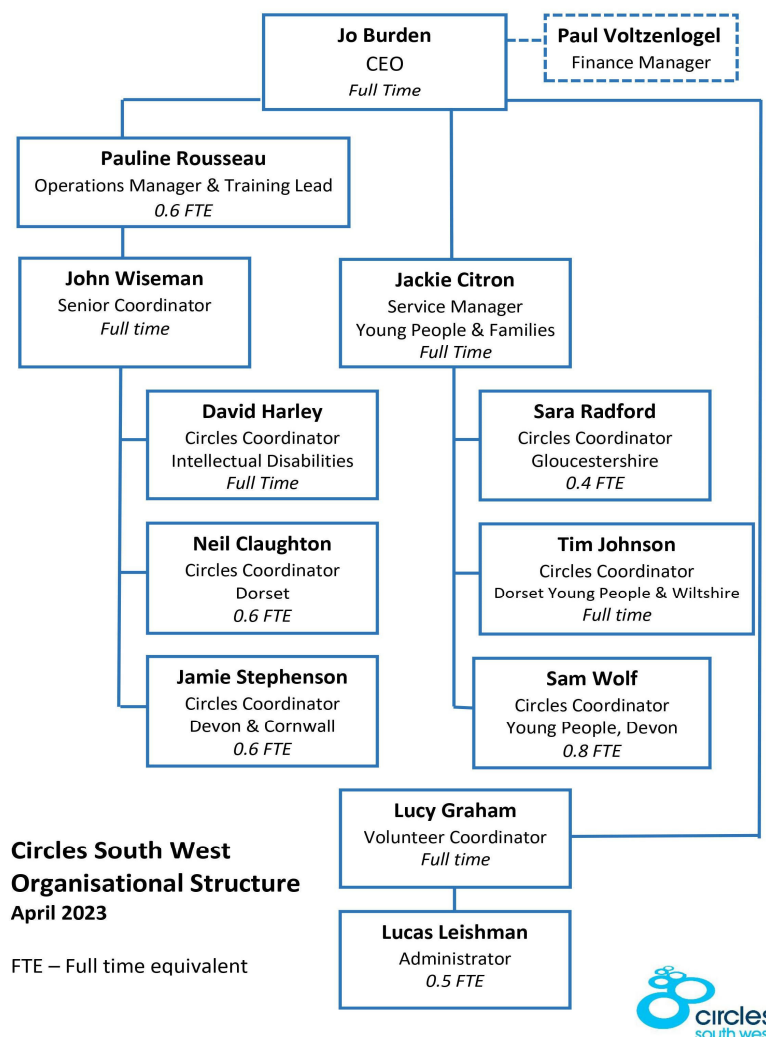 Jo Burden
CEO
Full Time
Paul Voltzenlogel
Finance Manager
Pauline Rousseau
Operations Manager & Training Lead
0.6 FTE
John Wiseman
Senior Coordinator
Full time
Jackie Citron
Service Manager
Young People & Families
Full Time
David Harley
Circles Coordinator
Intellectual Disabilities
Full Time
Sara Radford
Circles Coordinator
Gloucestershire
0.4 FTE
Neil Claughton
Circles Coordinator
Dorset
0.6 FTE
Tim Johnson
Circles Coordinator
Dorset Young People & Wiltshire
Full time
Jamie Stephenson
Circles Coordinator
Devon & Cornwall
0.6 FTE
Sam Wolf
Circles Coordinator
Young People, Devon
0.8 FTE
Lucy Graham
Volunteer Coordinator
Full time
Lucas Leishman
Administrator
0.5 FTE
Circles South West
Organisational Structure
April 2023
FTE – Full time equivalent
circles
south west